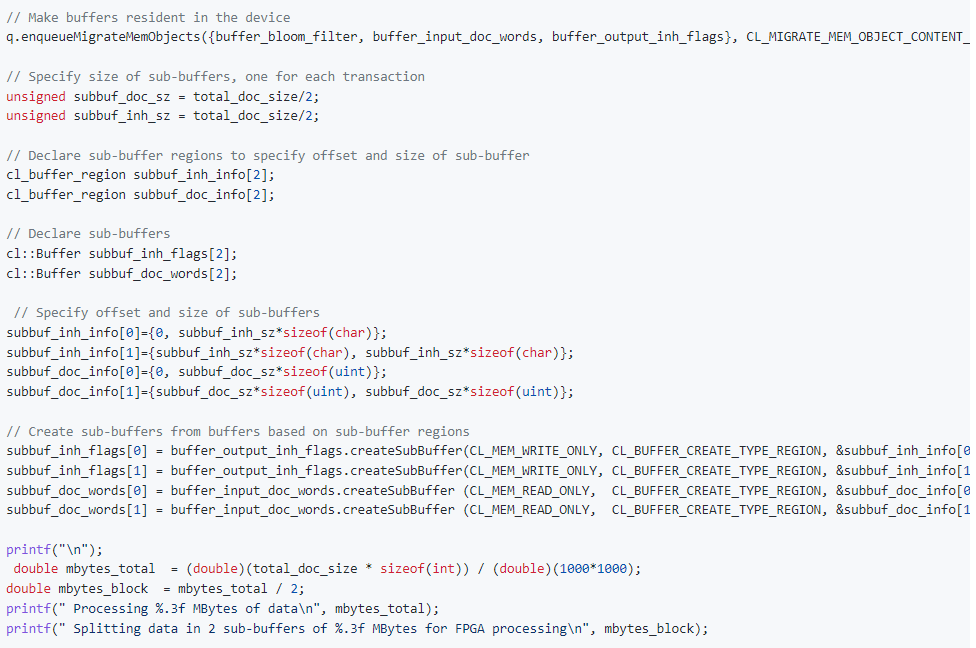 // Make buffers resident in the device
q.enqueueMigrateMemObjects({buffer_bloom_filter, buffer_input_doc_words, buffer_output_inh_flags}, CL_MIGRATE_MEM_OBJECT_CONTENT_
// Specify size of sub-buffers, one for each transaction
unsigned subbuf_doc_sz = total_doc_size/2;
unsigned subbuf_inh_sz = total_doc_size/2;
// Declare sub-buffer regions to specify offset and size of sub-buffer
cl_buffer_region subbuf_inh_info[2];
cl_buffer_region subbuf_doc_info[2];
// Declare sub-buffers
cl::Buffer subbuf_inh_flags[2];
cl::Buffer subbuf_doc_words[2];
// Specify offset and size of sub-buffers
subbuf_inh_info[0]={0, subbuf_inh_sz*sizeof(char)};
subbuf_inh_info[1]={subbuf_inh_sz*sizeof(char), subbuf_inh_sz*sizeof(char)};
subbuf_doc_info[0]={0, subbuf_doc_sz*sizeof(uint)};
subbuf_doc_info[1]={subbuf_doc_sz*sizeof(uint), subbuf_doc_sz*sizeof(uint)};
// Create sub-buffers from buffers based on sub-buffer regions
subbuf_inh_flags[0] = buffer_output_inh_flags.createSubBuffer(CL_MEM_WRITE_ONLY, CL_BUFFER_CREATE_TYPE_REGION, &subbuf_inh_info[0
subbuf_inh_flags[1] = buffer_output_inh_flags.createSubBuffer(CL_MEM_WRITE_ONLY, CL_BUFFER_CREATE_TYPE_REGION, &subbuf_inh_info[1
subbuf_doc_words[0] = buffer_input_doc_words.createSubBuffer (CL_MEM_READ_ONLY,  CL_BUFFER_CREATE_TYPE_REGION, &subbuf_doc_info[0
subbuf_doc_words[1] = buffer_input_doc_words.createSubBuffer (CL_MEM_READ_ONLY,  CL_BUFFER_CREATE_TYPE_REGION, &subbuf_doc_info[1
printf("\n");
double mbytes_total  = (double)(total_doc_size * sizeof(int)) / (double)(1000*1000);
double mbytes_block  = mbytes_total / 2;
printf(" Processing %.3f MBytes of data\n", mbytes_total);
printf(" Splitting data in 2 sub-buffers of %.3f MBytes for FPGA processing\n", mbytes_block);